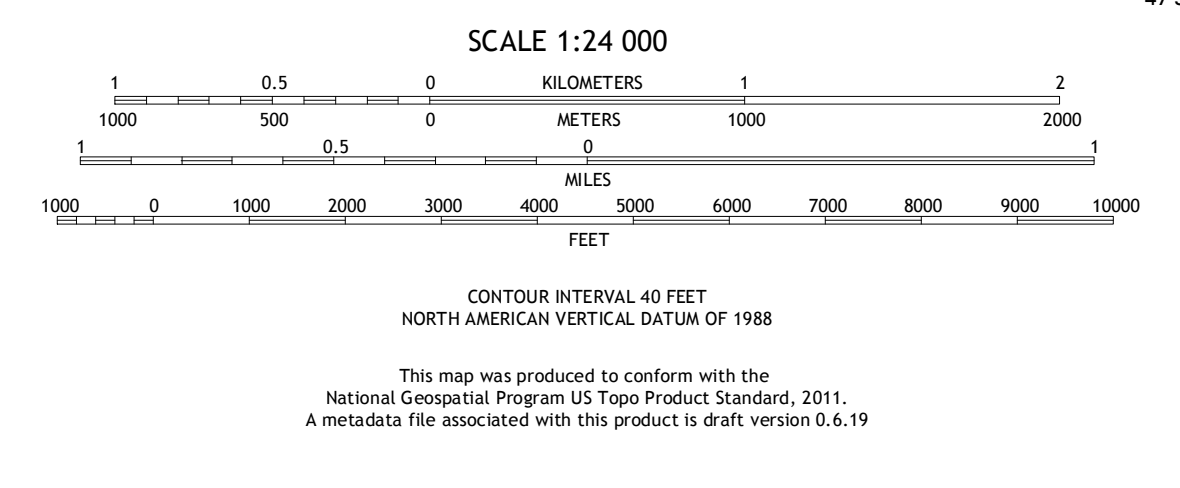 SCALE 1:24 000
1 0.5 0 KILOMETERS 1 2
1000 500 0 METERS 1000 2000
1 0.5 0 1
MILES
1000 0 1000 2000 3000 4000 5000 6000 7000 8000 9000 10000
FEET
CONTOUR INTERVAL 40 FEET
NORTH AMERICAN VERTICAL DATUM OF 1988
This map was produced to conform with the
National Geospatial Program US Topo Product Standard, 2011.
A metadata file associated with this product is draft version 0.6.19